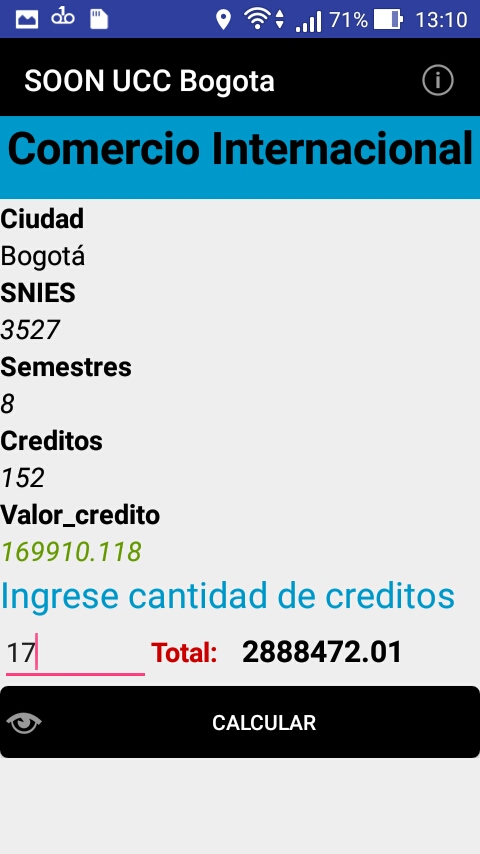 71% 13:10
SOON UCC Bogota
Comercio Internacional
Ciudad
Bogotá
SNIES
3527
Semestres
8
Creditos
152
Valor_credito
169910.118
Ingrese cantidad de creditos
17 Total: 2888472.01
CALCULAR